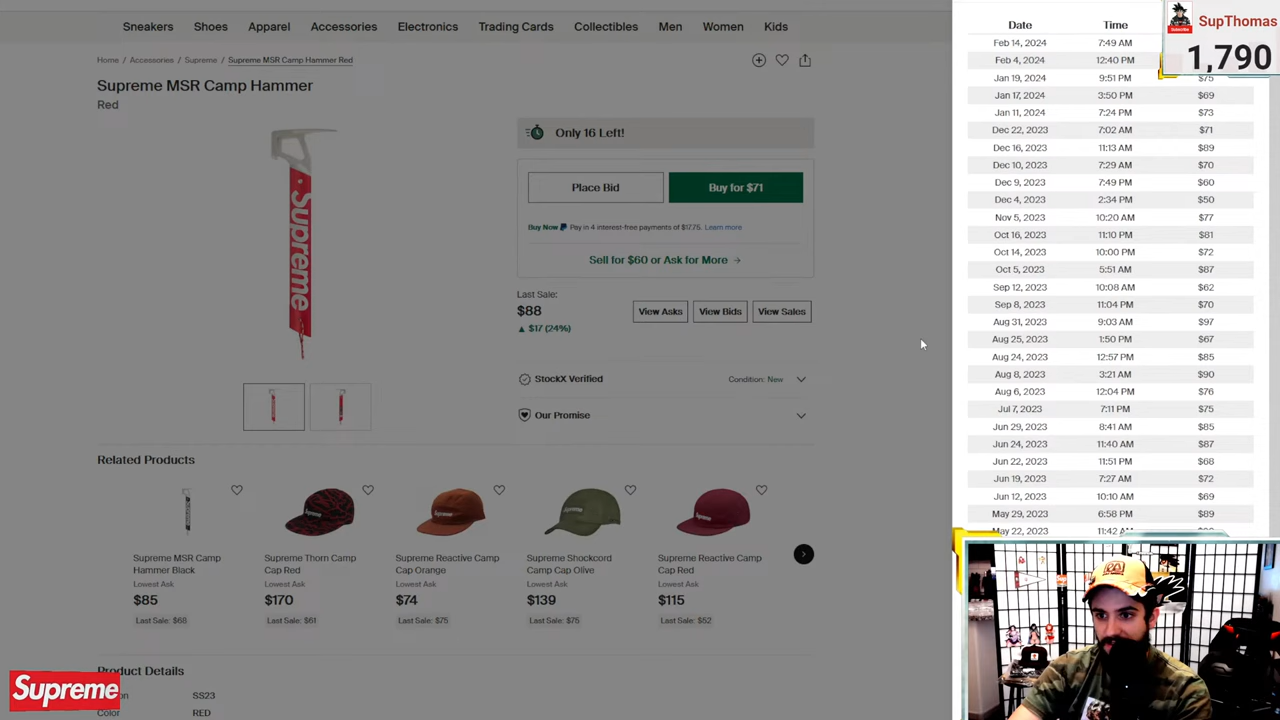 Sneakers Shoes Apparel Accessories Electronics Trading Cards Collectibles Men Women Kids
Home / Accessories / Supreme / Supreme MSR Camp Hammer Red
Supreme MSR Camp Hammer
Red
Supreme
Only 16 Left!
Place Bid
Buy for $71
Buy Now Pay in 4 interest-free payments of $17.75. Learn more
Sell for $60 or Ask for More →
Last Sale:
$88
▲ $17 (24%)
View Asks
View Bids
View Sales
StockX Verified
Condition: New
Our Promise
Related Products
Supreme MSR Camp Hammer Black
Lowest Ask
$85
Last Sale: $68
Supreme Thorn Camp Cap Red
Lowest Ask
$170
Last Sale: $61
Supreme Reactive Camp Cap Orange
Lowest Ask
$74
Last Sale: $75
Supreme Shockcord Camp Cap Olive
Lowest Ask
$139
Last Sale: $75
Supreme Reactive Camp Cap Red
Lowest Ask
$115
Last Sale: $52
Product Details
SS23
Color RED
Supreme
Date Time
Feb 14, 2024 7:49 AM
Feb 4, 2024 12:40 PM
Jan 19, 2024 9:51 PM $75
Jan 17, 2024 3:50 PM $69
Jan 11, 2024 7:24 PM $73
Dec 22, 2023 7:02 AM $71
Dec 16, 2023 11:13 AM $89
Dec 10, 2023 7:29 AM $70
Dec 9, 2023 7:49 PM $60
Dec 4, 2023 2:34 PM $50
Nov 5, 2023 10:20 AM $77
Oct 16, 2023 11:10 PM $81
Oct 14, 2023 10:00 PM $72
Oct 5, 2023 5:51 AM $87
Sep 12, 2023 10:08 AM $62
Sep 8, 2023 11:04 PM $70
Aug 31, 2023 9:03 AM $97
Aug 25, 2023 1:50 PM $67
Aug 24, 2023 12:57 PM $85
Aug 8, 2023 3:21 AM $90
Aug 6, 2023 12:04 PM $76
Jul 7, 2023 7:11 PM $75
Jun 29, 2023 8:41 AM $85
Jun 24, 2023 11:40 AM $87
Jun 22, 2023 11:51 PM $68
Jun 19, 2023 7:27 AM $72
Jun 12, 2023 10:10 AM $69
May 29, 2023 6:58 PM $89
May 22, 2023 11:42 AM
SupThomas
Subscribe
1,790